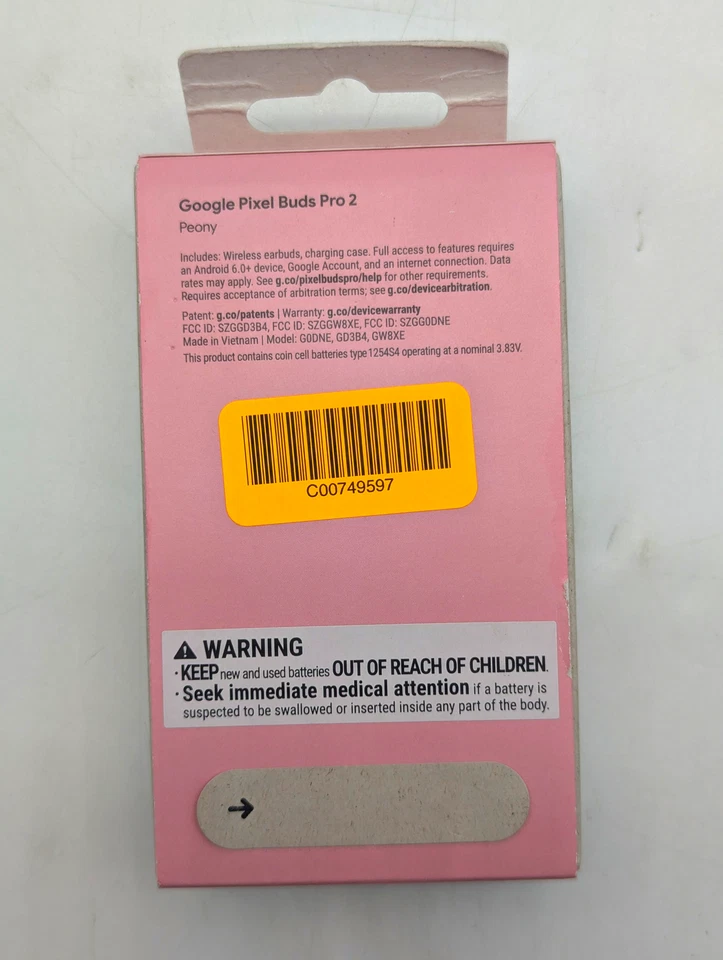 Google Pixel Buds Pro 2
Peony
Includes: Wireless earbuds, charging case. Full access to features requires
an Android 6.0+ device, Google Account, and an internet connection. Data
rates may apply. See g.co/pixelbudspro/help for other requirements.
Requires acceptance of arbitration terms; see g.co/devicearbitration.
Patent: g.co/patents | Warranty: g.co/devicewarranty
FCC ID: SZGGD3B4, FCC ID: SZGGW8XE, FCC ID: SZGG0DNE
Made in Vietnam | Model: G0DNE, GD3B4, GW8XE
This product contains coin cell batteries type 1254S4 operating at a nominal 3.83V.
C00749597
WARNING
· KEEP new and used batteries OUT OF REACH OF CHILDREN.
· Seek immediate medical attention if a battery is
suspected to be swallowed or inserted inside any part of the body.